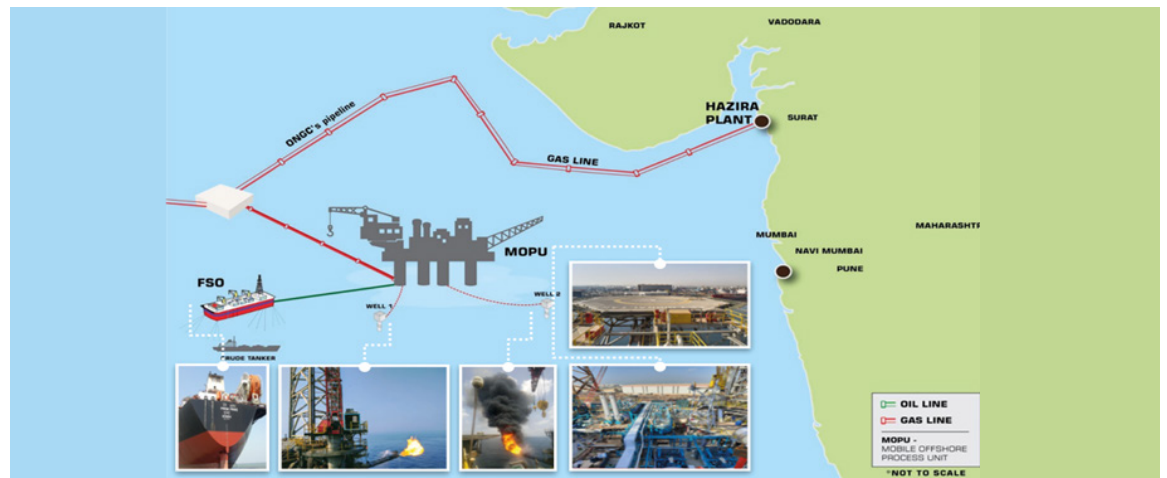 RAJKOT
VADODARA
HAZIRA
PLANT
SURAT
ONGC's pipeline
GAS LINE
MAHARASHTR
MUMBAI
NAVI MUMBAI
PUNE
MOPU
FSO
WELL 1
WELL 2
CRUDE TANKER
OIL LINE
GAS LINE
MOPU -
MOBILE OFFSHORE
PROCESS UNIT
*NOT TO SCALE